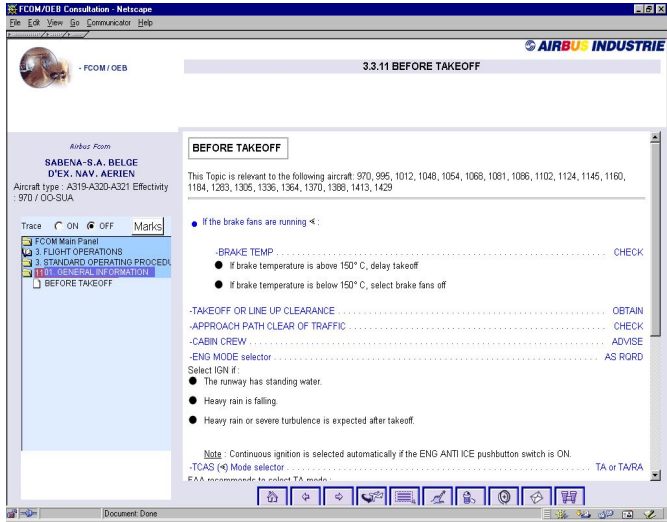 FCOM/OEB Consultation - Netscape
File Edit View Go Communicator Help
AIRBUS INDUSTRIE
- FCOM / OEB
3.3.11 BEFORE TAKEOFF
Airbus Fcom
SABENA-S.A. BELGE
D'EX. NAV. AERIEN
Aircraft type : A319-A320-A321 Effectivity
: 970 / OO-SUA
Trace ON OFF Marks
FCOM Main Panel
3. FLIGHT OPERATIONS
3. STANDARD OPERATING PROCEDU
1101. GENERAL INFORMATION
BEFORE TAKEOFF
BEFORE TAKEOFF
This Topic is relevant to the following aircraft: 970, 995, 1012, 1048, 1054, 1068, 1081, 1086, 1102, 1124, 1145, 1160,
1184, 1283, 1305, 1336, 1364, 1370, 1388, 1413, 1429
If the brake fans are running ⋖ :
-BRAKE TEMP . . . . . . . . . . CHECK
If brake temperature is above 150° C, delay takeoff
If brake temperature is below 150° C, select brake fans off
-TAKEOFF OR LINE UP CLEARANCE . . . . . . . . . . OBTAIN
-APPROACH PATH CLEAR OF TRAFFIC . . . . . . . . . . CHECK
-CABIN CREW . . . . . . . . . . ADVISE
-ENG MODE selector . . . . . . . . . . AS RQRD
Select IGN if :
The runway has standing water.
Heavy rain is falling.
Heavy rain or severe turbulence is expected after takeoff.
Note : Continuous ignition is selected automatically if the ENG ANTI ICE pushbutton switch is ON.
-TCAS (⋖) Mode selector . . . . . . . . . . TA or TA/RA
FAA recommends to select TA mode :
Document: Done